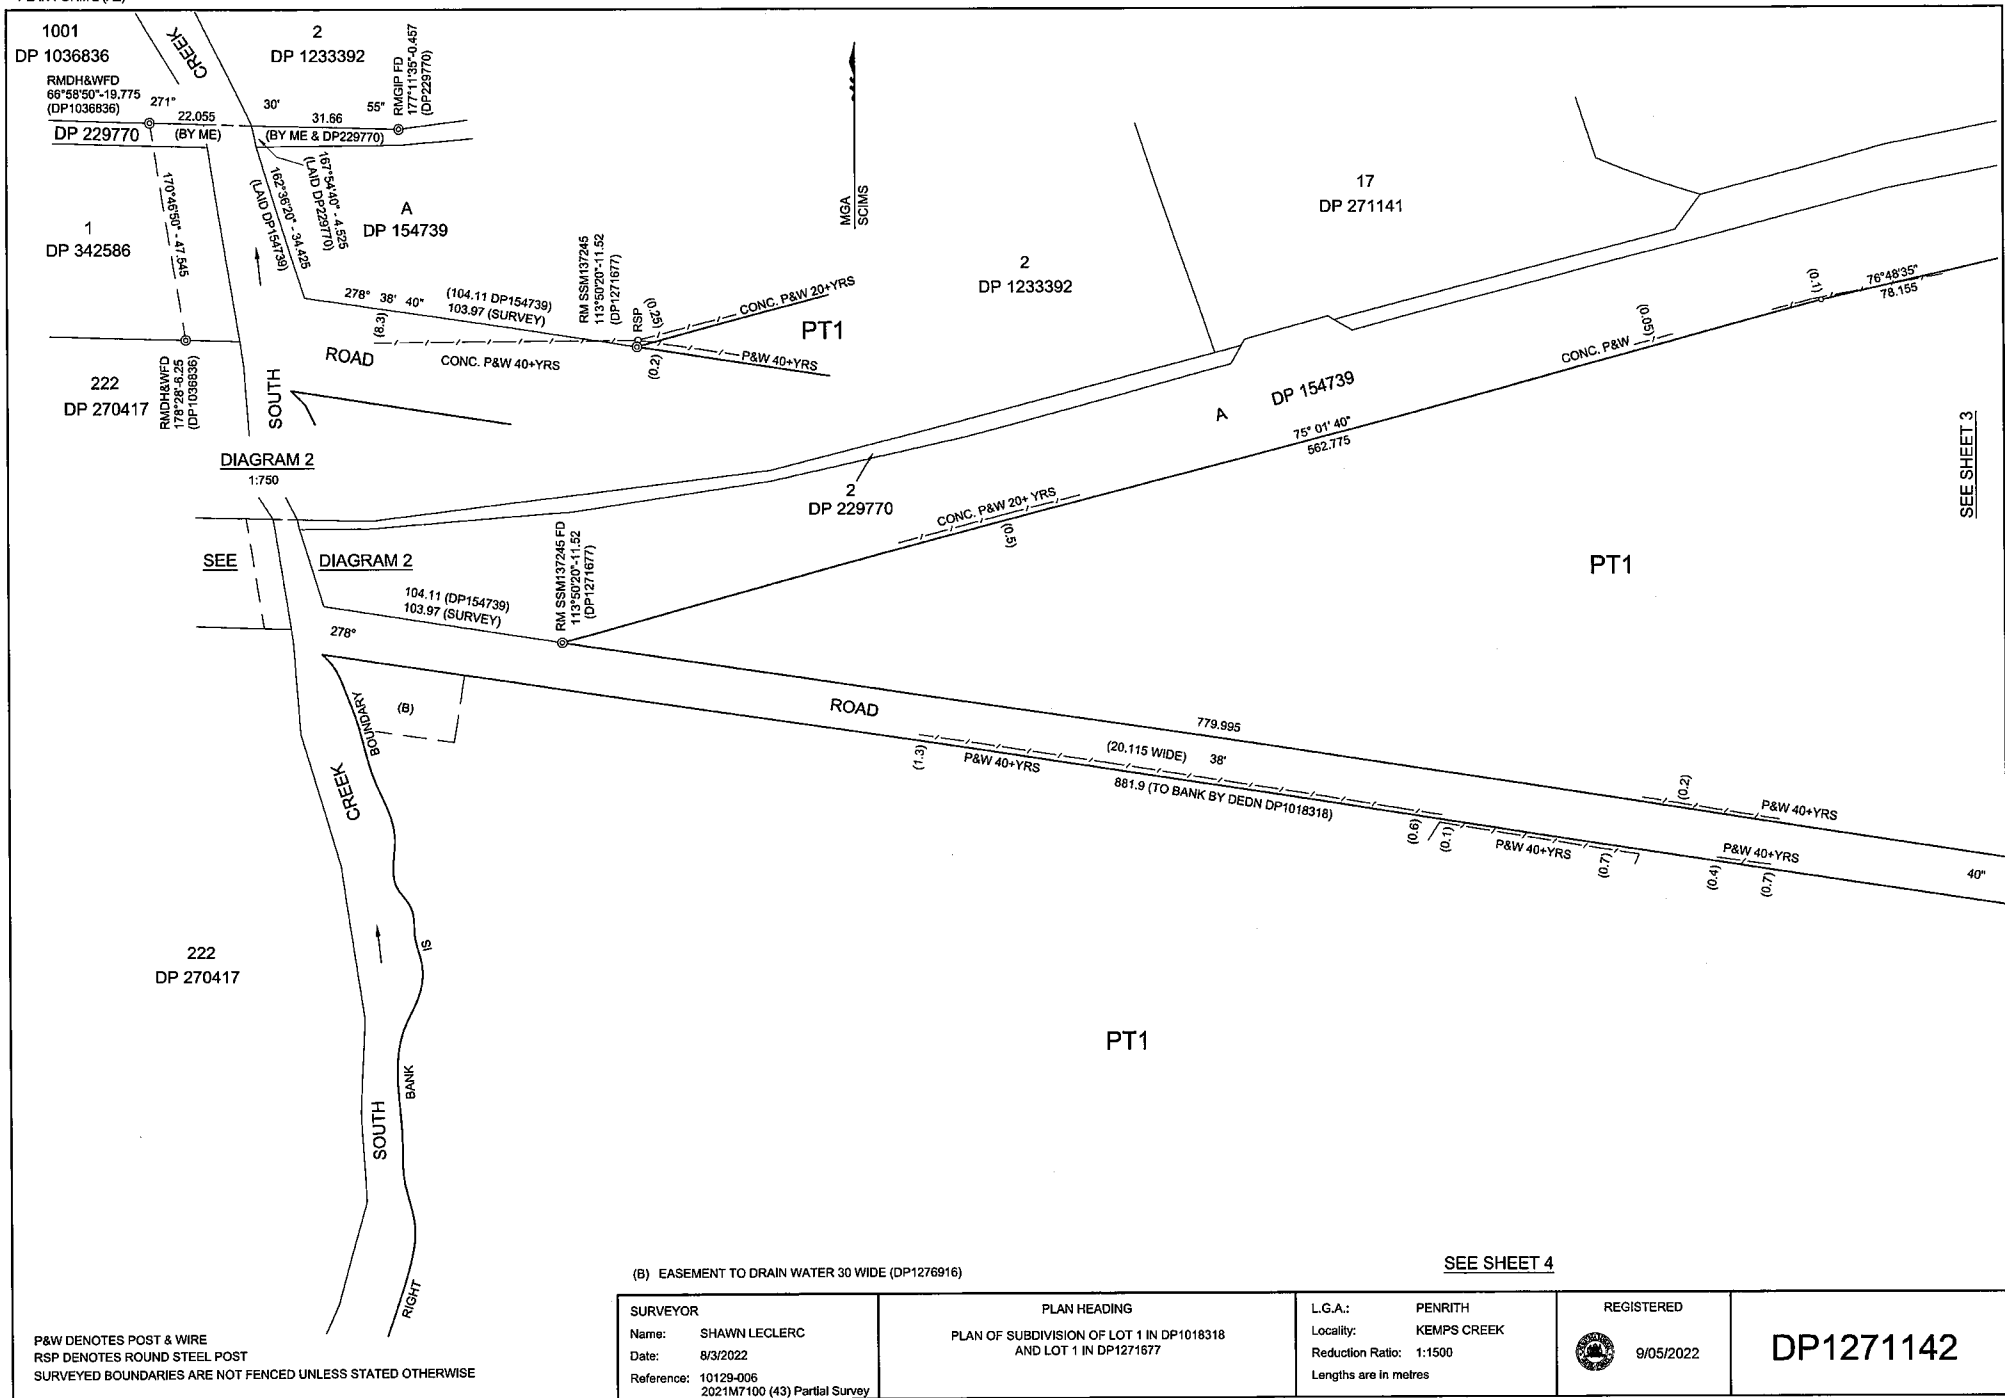 1001
DP 1036836
RMDH&WFD
66°58'50"-19.775
(DP1036836)
CREEK
2
DP 1233392
RMGIP FD
177°11'35"-0.457
(DP229770)
271°
30'
55"
22.055
(BY ME)
31.66
(BY ME & DP229770)
DP 229770
170°46'50" - 47.545
162°36'20" - 34.425
(LAID DP154739)
167°54'40" - 4.525
(LAID DP229770)
A
DP 154739
1
DP 342586
278° 38' 40"
(104.11 DP154739)
103.97 (SURVEY)
(8.3)
RM SSM137245
113°50'20"-11.52
(DP1271677)
RSP
(0.25)
CONC. P&W 20+YRS
PT1
P&W 40+YRS
(0.2)
CONC. P&W 40+YRS
ROAD
SOUTH
222
DP 270417
RMDH&WFD
178°28'-6.25
(DP1036836)
DIAGRAM 2
1:750
MGA
SCIMS
2
DP 1233392
17
DP 271141
(0.1)
76°48'35"
78.155
(0.05)
CONC. P&W
A
DP 154739
75° 01' 40"
562.775
SEE SHEET 3
2
DP 229770
CONC. P&W 20+ YRS
(0.5)
SEE
DIAGRAM 2
104.11 (DP154739)
103.97 (SURVEY)
278°
RM SSM137245 FD
113°50'20"-11.52
(DP1271677)
PT1
BOUNDARY
(B)
ROAD
779.995
(20.115 WIDE)
38'
(1.3)
P&W 40+YRS
881.9 (TO BANK BY DEDN DP1018318)
(0.6)
(0.1)
P&W 40+YRS
(0.7)
(0.2)
P&W 40+YRS
P&W 40+YRS
(0.4)
(0.7)
40"
CREEK
IS
222
DP 270417
BANK
SOUTH
RIGHT
PT1
SEE SHEET 4
(B) EASEMENT TO DRAIN WATER 30 WIDE (DP1276916)
P&W DENOTES POST & WIRE
RSP DENOTES ROUND STEEL POST
SURVEYED BOUNDARIES ARE NOT FENCED UNLESS STATED OTHERWISE
SURVEYOR
Name: SHAWN LECLERC
Date: 8/3/2022
Reference: 10129-006
2021M7100 (43) Partial Survey
PLAN HEADING
PLAN OF SUBDIVISION OF LOT 1 IN DP1018318
AND LOT 1 IN DP1271677
L.G.A.: PENRITH
Locality: KEMPS CREEK
Reduction Ratio: 1:1500
Lengths are in metres
REGISTERED
9/05/2022
DP1271142